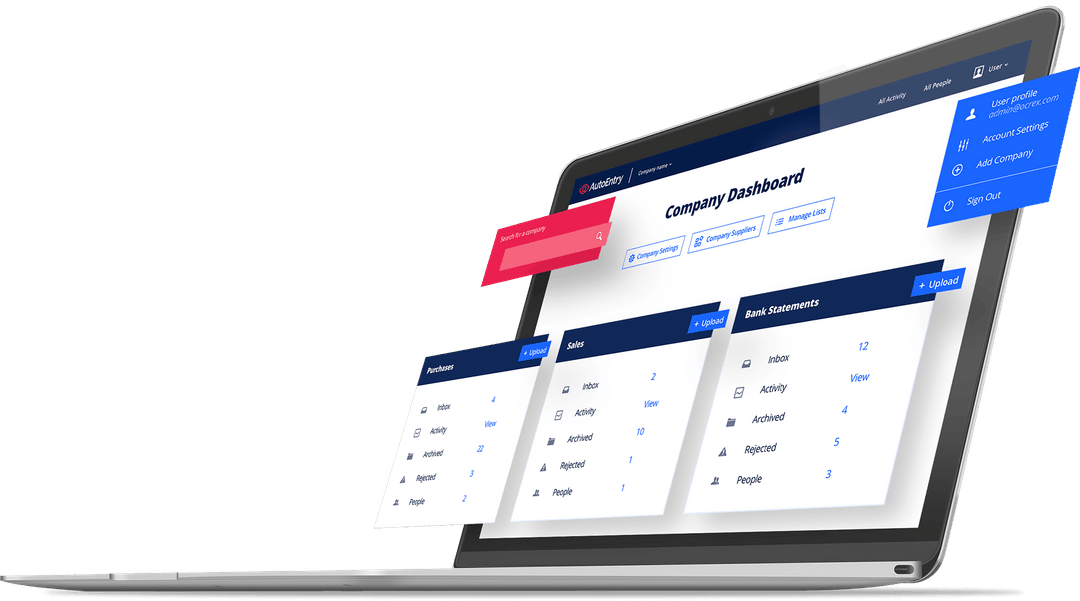 AutoEntry
Company name
All Activity
All People
User
User profile
admin@ocrex.com
Account Settings
Add Company
Sign Out
Search for a company
Company Dashboard
Company Settings
Company Suppliers
Manage Lists
Purchases
+ Upload
Inbox 4
Activity View
Archived 22
Rejected 3
People 2
Sales
+ Upload
Inbox 2
Activity View
Archived 10
Rejected 1
People 1
Bank Statements
+ Upload
Inbox 12
Activity View
Archived 4
Rejected 5
People 3